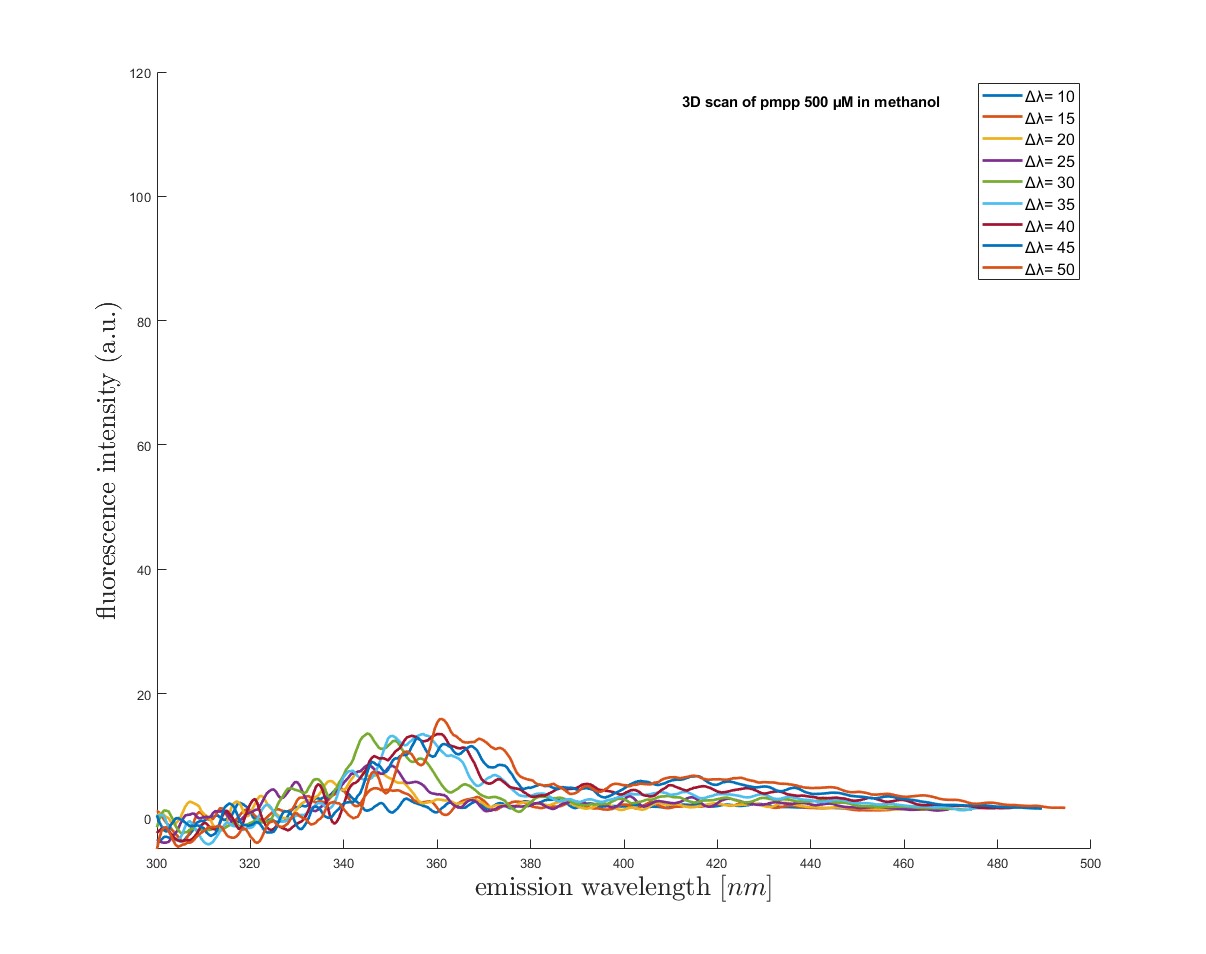 120
3D scan of pmpp 500 µM in methanol
Δλ= 10
Δλ= 15
Δλ= 20
Δλ= 25
Δλ= 30
Δλ= 35
Δλ= 40
Δλ= 45
Δλ= 50
100
80
60
40
20
0
fluorescence intensity (a.u.)
300 320 340 360 380 400 420 440 460 480 500
emission wavelength [nm]